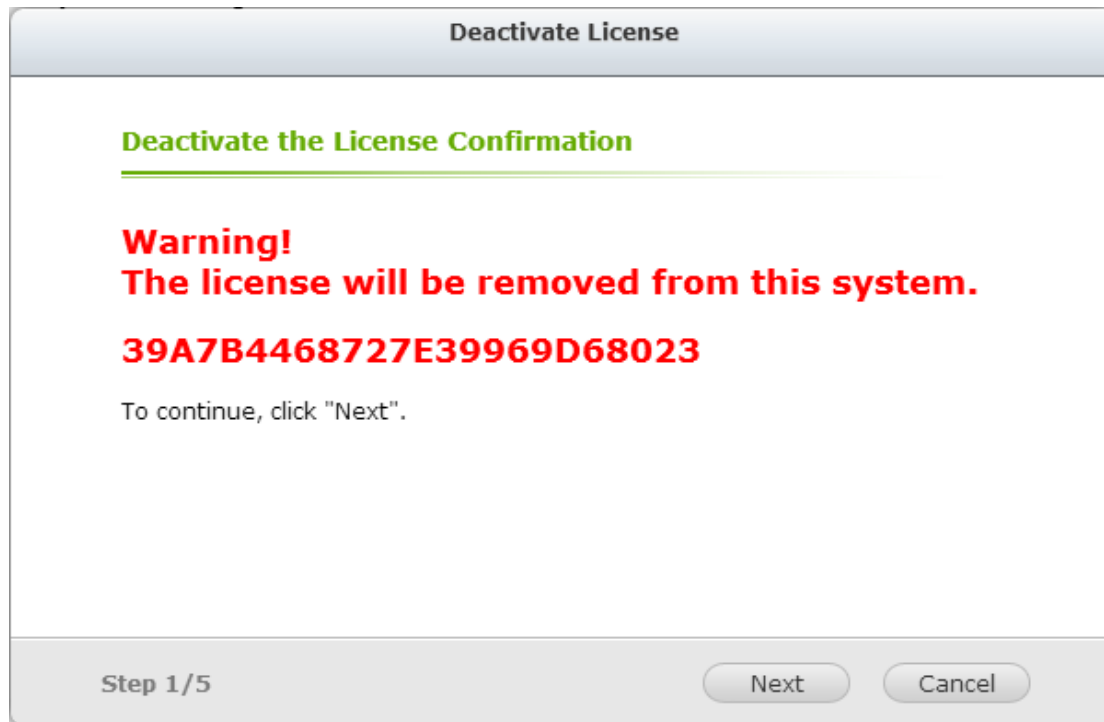 Deactivate License
Deactivate the License Confirmation
Warning!
The license will be removed from this system.
39A7B4468727E39969D68023
To continue, click "Next".
Step 1/5
Next
Cancel